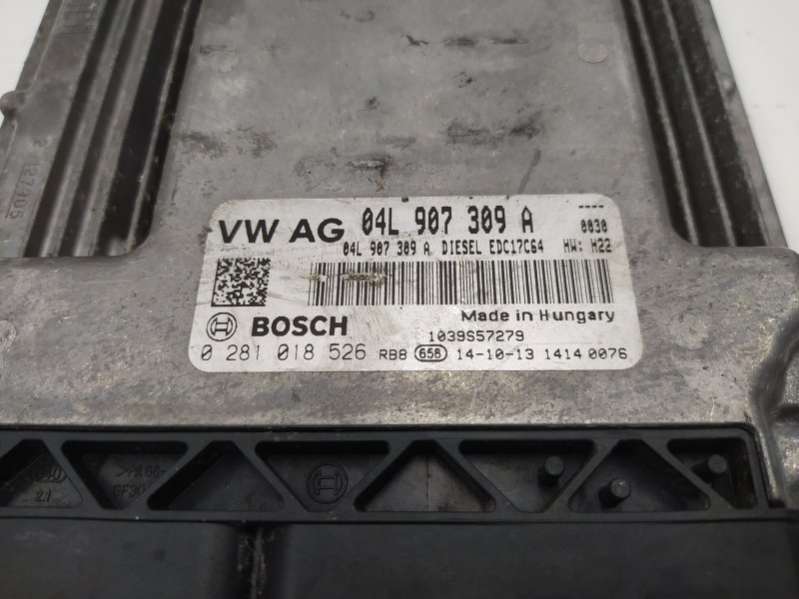 ----
VW AG 04L 907 309 A 0030
04L 907 309 A DIESEL EDC17C64 HW: H22
Made in Hungary
BOSCH 1039S57279
0 281 018 526 RB8 658 14-10-13 1414 0076